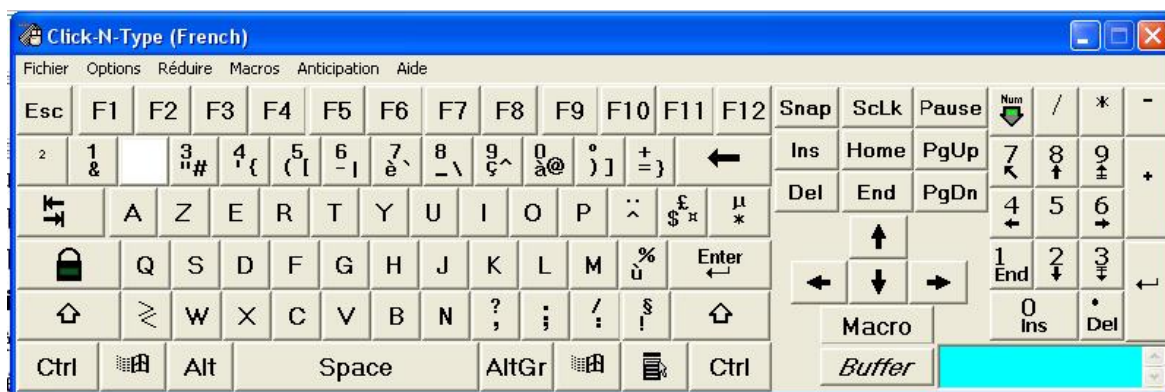 Click-N-Type (French)
Fichier Options Réduire Macros Anticipation Aide
Esc F1 F2 F3 F4 F5 F6 F7 F8 F9 F10 F11 F12 Snap ScLk Pause Num / * -
² 1 & 3 " # 4 ' { 5 ( [ 6 - | 7 è ` 8 _ \ 9 ç ^ 0 à @ ° ) ] + = } Ins Home PgUp 7 8 9 +
A Z E R T Y U I O P ¨ ^ £ $ ¤ µ * Del End PgDn 4 5 6
Q S D F G H J K L M % ù Enter 1 End 2 3
> < W X C V B N ? , . ; / : § ! Macro 0 Ins . Del
Ctrl Alt Space AltGr Ctrl Buffer